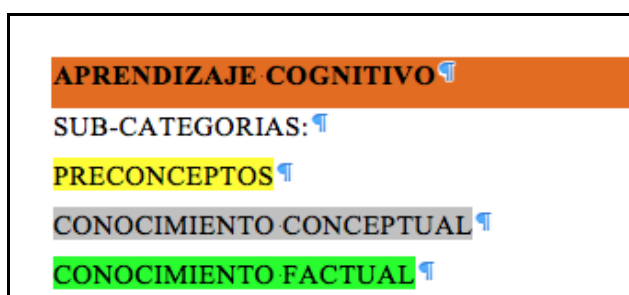 APRENDIZAJE COGNITIVO¶
SUB-CATEGORIAS:¶
PRECONCEPTOS¶
CONOCIMIENTO CONCEPTUAL¶
CONOCIMIENTO FACTUAL¶